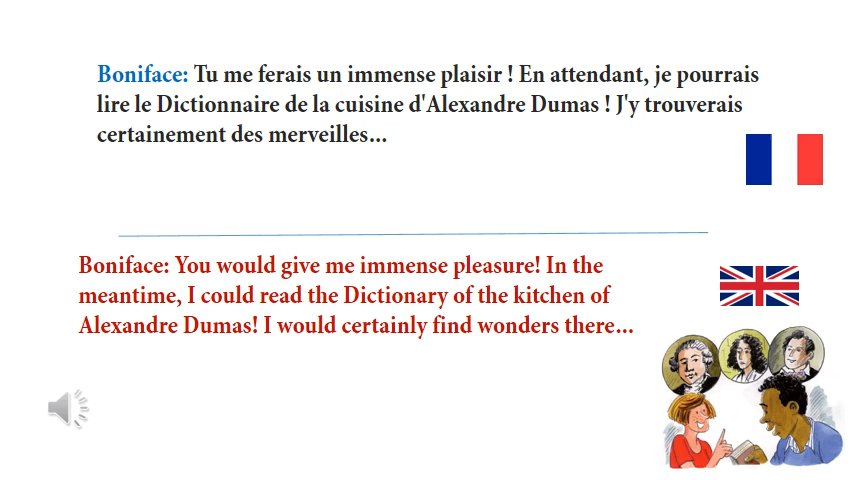 Boniface: Tu me ferais un immense plaisir ! En attendant, je pourrais
lire le Dictionnaire de la cuisine d'Alexandre Dumas ! J'y trouverais
certainement des merveilles...
Boniface: You would give me immense pleasure! In the
meantime, I could read the Dictionary of the kitchen of
Alexandre Dumas! I would certainly find wonders there...